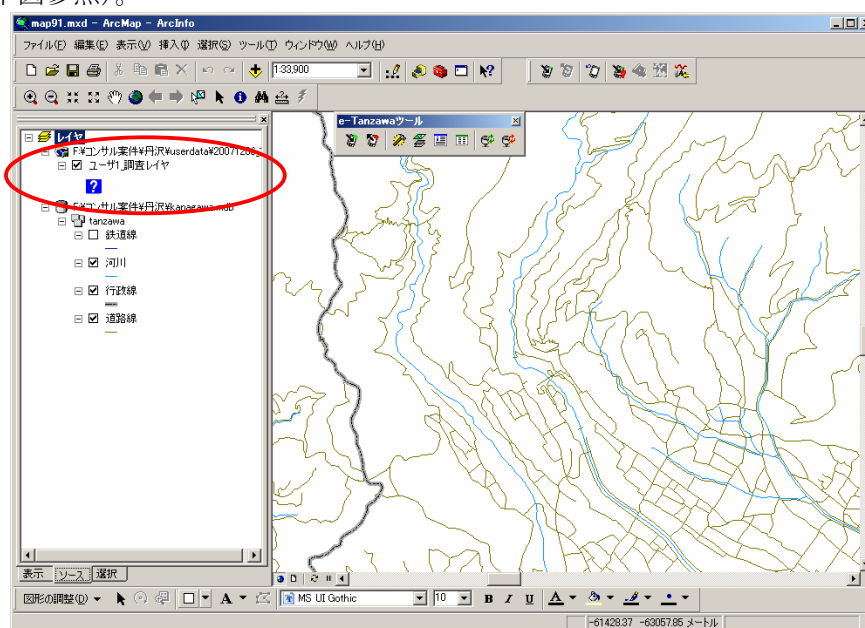 下図参照)。
map91.mxd - ArcMap - ArcInfo
ファイル(F) 編集(E) 表示(V) 挿入(I) 選択(S) ツール(T) ウィンドウ(W) ヘルプ(H)
1:33,900
e-Tanzawaツール
レイヤ
F:¥コンサル案件¥丹沢¥userdata¥20071206_
ユーザ1_調査レイヤ
?
F:¥コンサル案件¥丹沢¥kanagawa.mdb
tanzawa
鉄道線
河川
行政線
道路線
表示 ソース 選択
図形の調整(D) A MS UI Gothic 10 B I U A
-61428.37 -63057.85 メートル